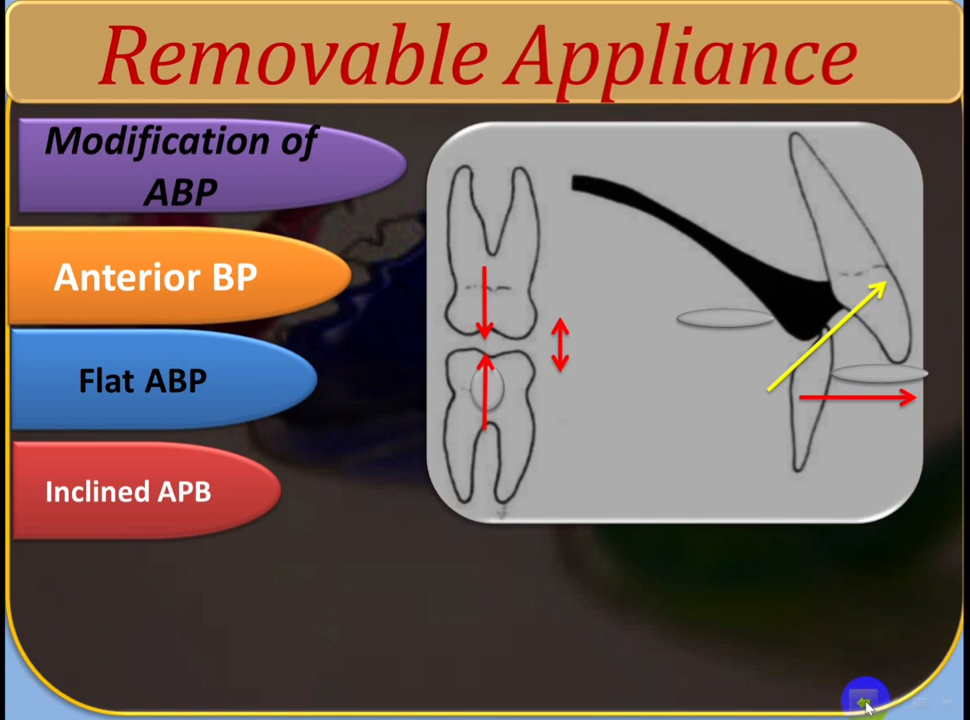 Removable Appliance
Modification of
ABP
Anterior BP
Flat ABP
Inclined APB